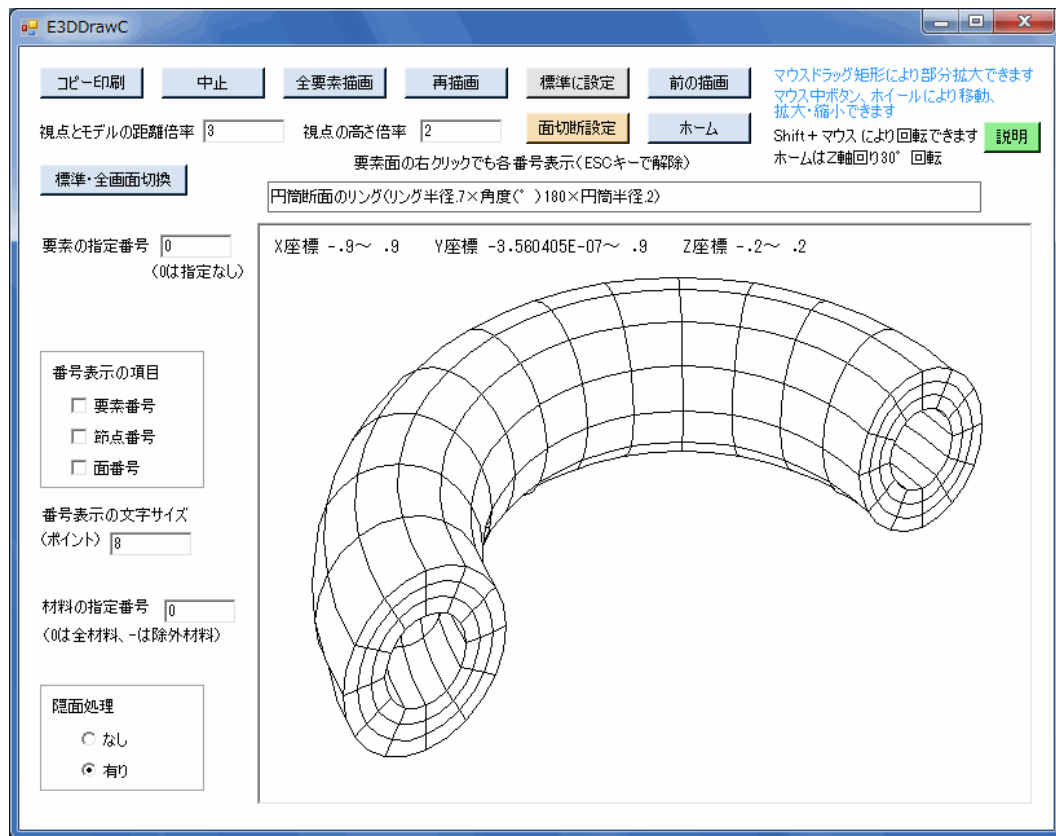 E3DDrawC
コピー印刷
中止
全要素描画
再描画
標準に設定
前の描画
マウスドラッグ矩形により部分拡大できます
マウス中ボタン、ホイールにより移動、
拡大・縮小できます
視点とモデルの距離倍率 3
視点の高さ倍率 2
面切断設定
ホーム
Shift+マウス により回転できます
説明
ホームはZ軸回り30° 回転
標準・全画面切換
要素面の右クリックでも各番号表示(ESCキーで解除)
円筒断面のリング(リング半径.7×角度(°)180×円筒半径.2)
要素の指定番号 0
(0は指定なし)
X座標 -.9～ .9 Y座標 -3.560405E-07～ .9 Z座標 -.2～ .2
番号表示の項目
要素番号
節点番号
面番号
番号表示の文字サイズ
(ポイント) 8
材料の指定番号 0
(0は全材料、-は除外材料)
隠面処理
なし
有り